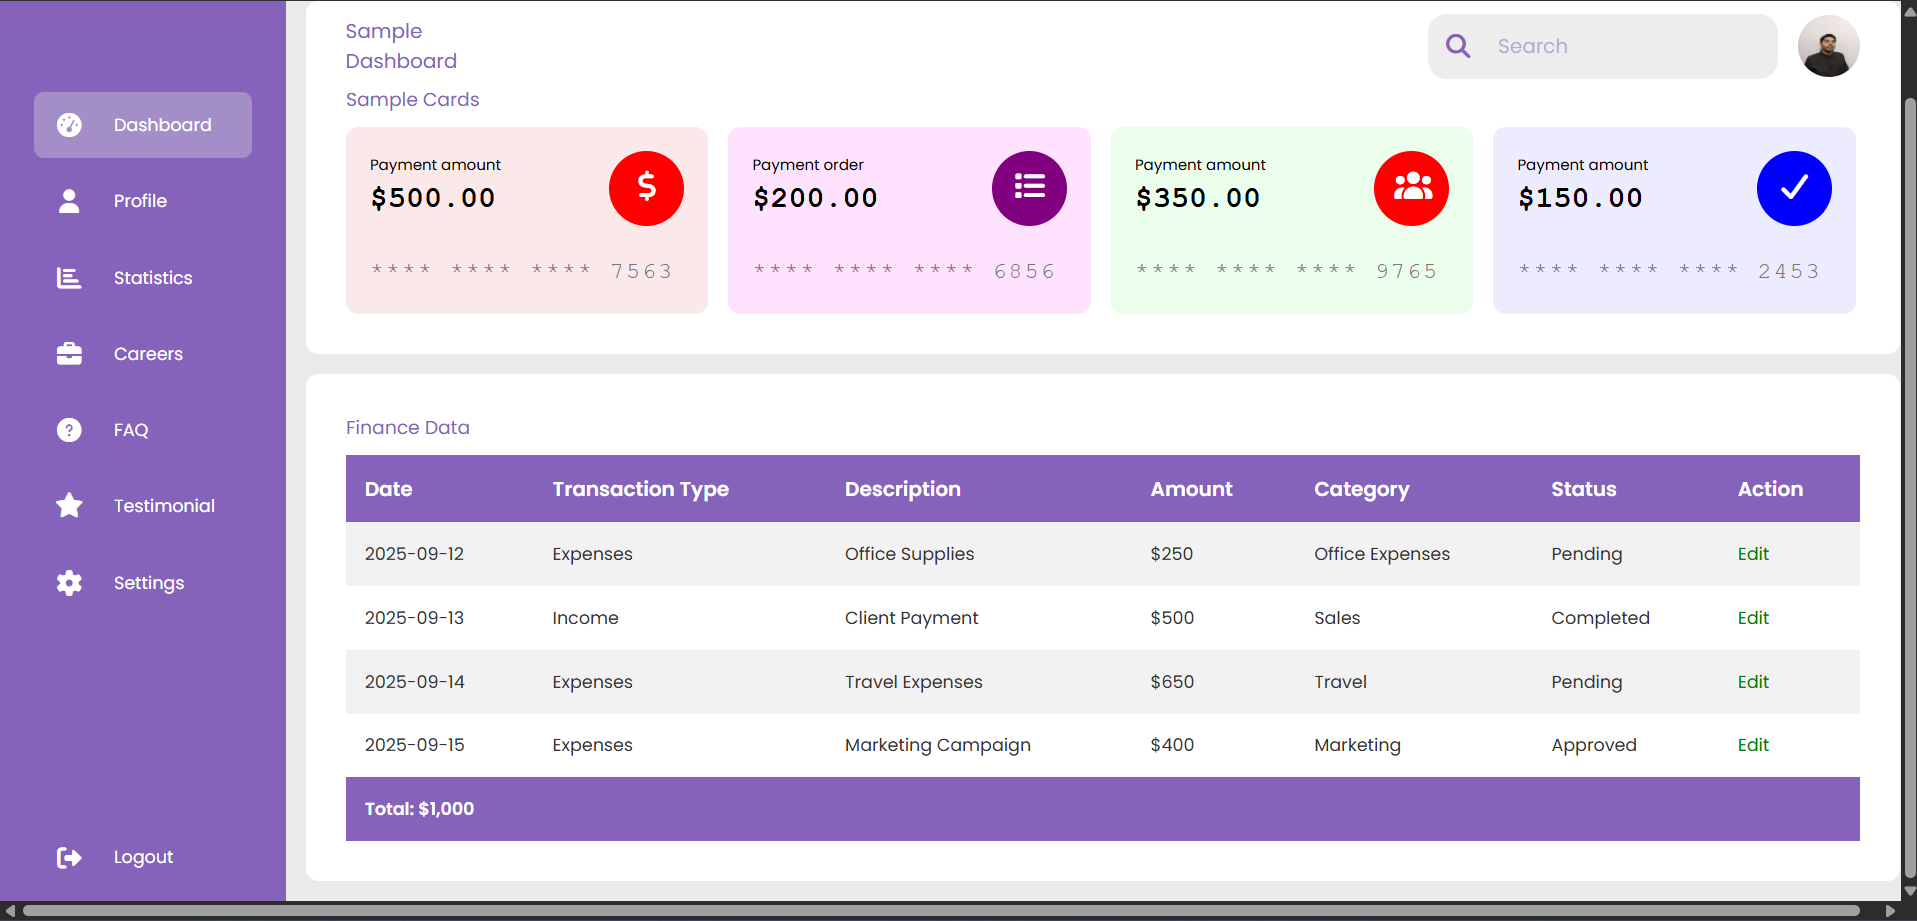 Dashboard
Profile
Statistics
Careers
FAQ
Testimonial
Settings
Logout
Sample
Dashboard
Search
Sample Cards
Payment amount
$500.00
**** **** **** 7563
Payment order
$200.00
**** **** **** 6856
Payment amount
$350.00
**** **** **** 9765
Payment amount
$150.00
**** **** **** 2453
Finance Data
Date Transaction Type Description Amount Category Status Action
2025-09-12 Expenses Office Supplies $250 Office Expenses Pending Edit
2025-09-13 Income Client Payment $500 Sales Completed Edit
2025-09-14 Expenses Travel Expenses $650 Travel Pending Edit
2025-09-15 Expenses Marketing Campaign $400 Marketing Approved Edit
Total: $1,000